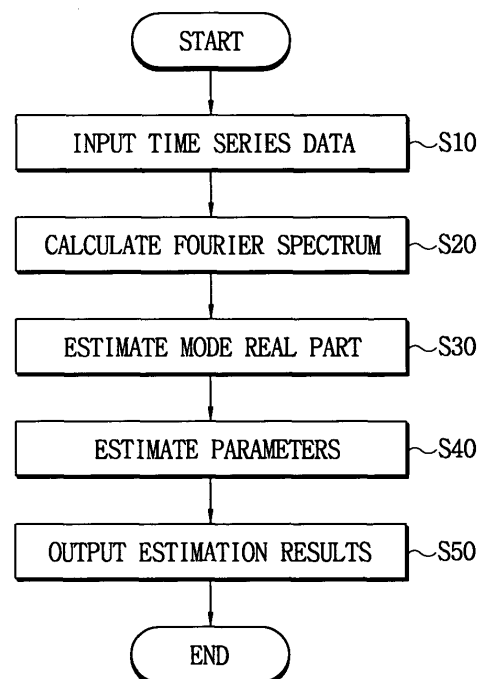 START
INPUT TIME SERIES DATA
S10
CALCULATE FOURIER SPECTRUM
S20
ESTIMATE MODE REAL PART
S30
ESTIMATE PARAMETERS
S40
OUTPUT ESTIMATION RESULTS
S50
END